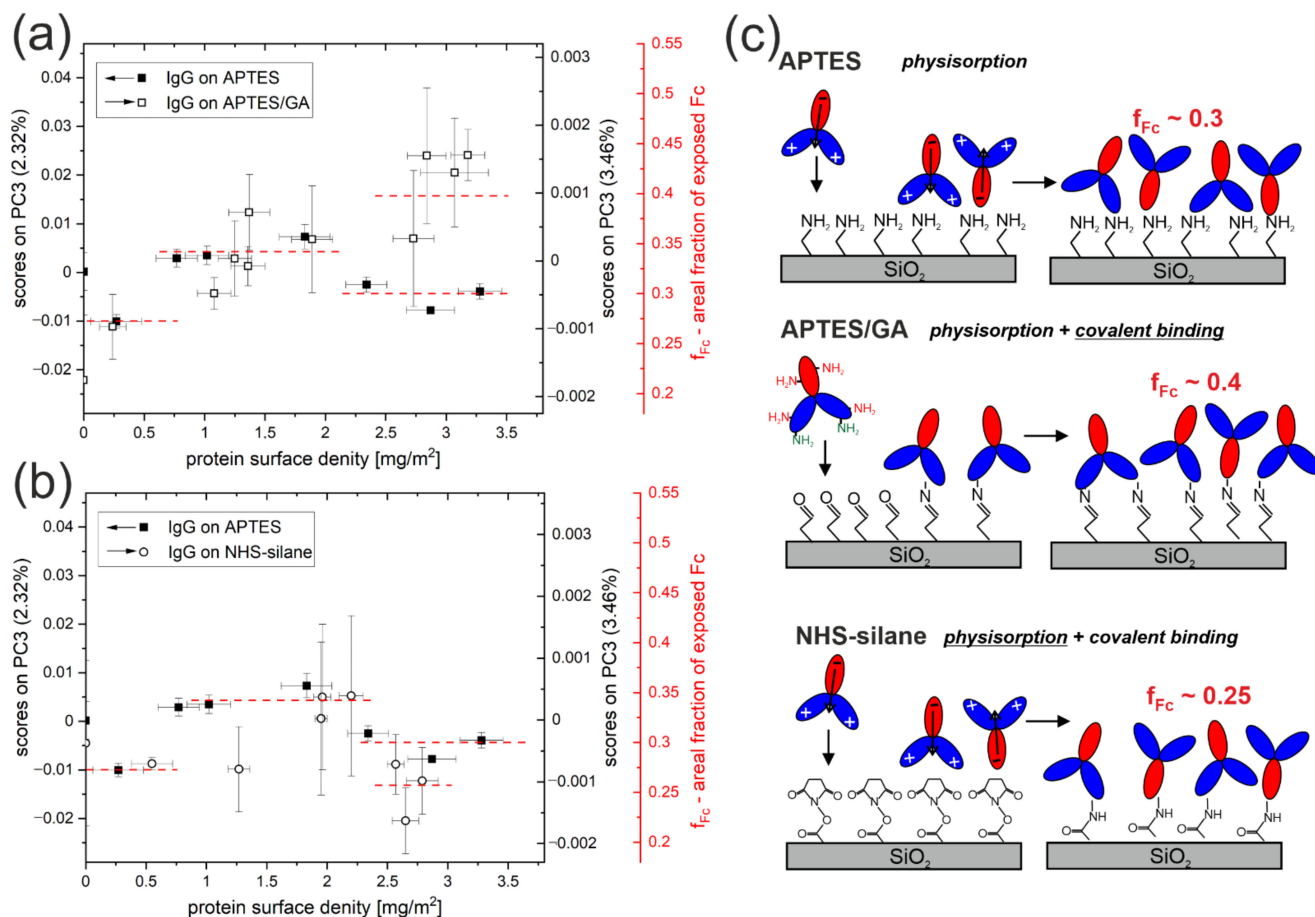 (a)
IgG on APTES
IgG on APTES/GA
scores on PC3 (2.32%)
0.04
0.03
0.02
0.01
0
−0.01
−0.02
0
0.5
1
1.5
2
2.5
3
3.5
protein surface denity [mg/m²]
0.003
0.002
0.001
0
−0.001
−0.002
scores on PC3 (3.46%)
0.55
0.5
0.45
0.4
0.35
0.3
0.25
0.2
f_Fc - areal fraction of exposed Fc
(b)
IgG on APTES
IgG on NHS-silane
scores on PC3 (2.32%)
0.04
0.03
0.02
0.01
0
−0.01
−0.02
0
0.5
1
1.5
2
2.5
3
3.5
protein surface denity [mg/m²]
0.003
0.002
0.001
0
−0.001
−0.002
scores on PC3 (3.46%)
0.55
0.5
0.45
0.4
0.35
0.3
0.25
0.2
f_Fc - areal fraction of exposed Fc
(c)
APTES physisorption
f_Fc ~ 0.3
− + +
− + +
+ + −
NH₂ NH₂ NH₂ NH₂ NH₂ NH₂
NH₂ NH₂ NH₂ NH₂ NH₂ NH₂
SiO₂
SiO₂
APTES/GA physisorption + covalent binding
f_Fc ~ 0.4
H₂N NH₂
H₂N NH₂
NH₂ NH₂
O O O O N N
N N N N N
SiO₂
SiO₂
NHS-silane physisorption + covalent binding
f_Fc ~ 0.25
− + +
− + +
+ + −
O N O O N O O N O O N O
O O O O
O O O O
NH NH NH NH
O O O O
SiO₂
SiO₂